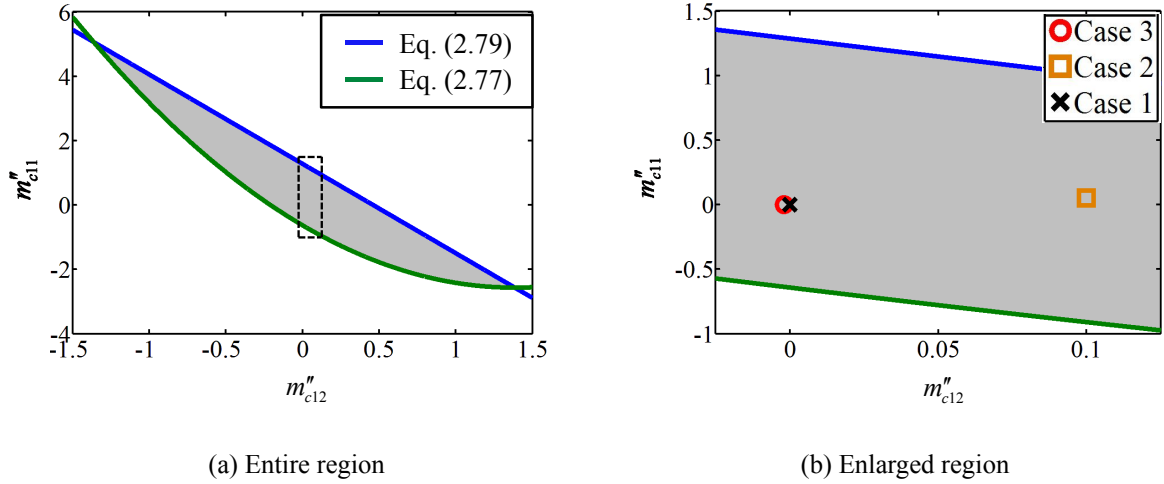 6
4
2
0
-2
-4
-1.5
-1
-0.5
0
0.5
1
1.5
m″c11
m″c12
Eq. (2.79)
Eq. (2.77)
(a) Entire region
1.5
1
0.5
0
-0.5
-1
0
0.05
0.1
m″c11
m″c12
Case 3
Case 2
Case 1
(b) Enlarged region